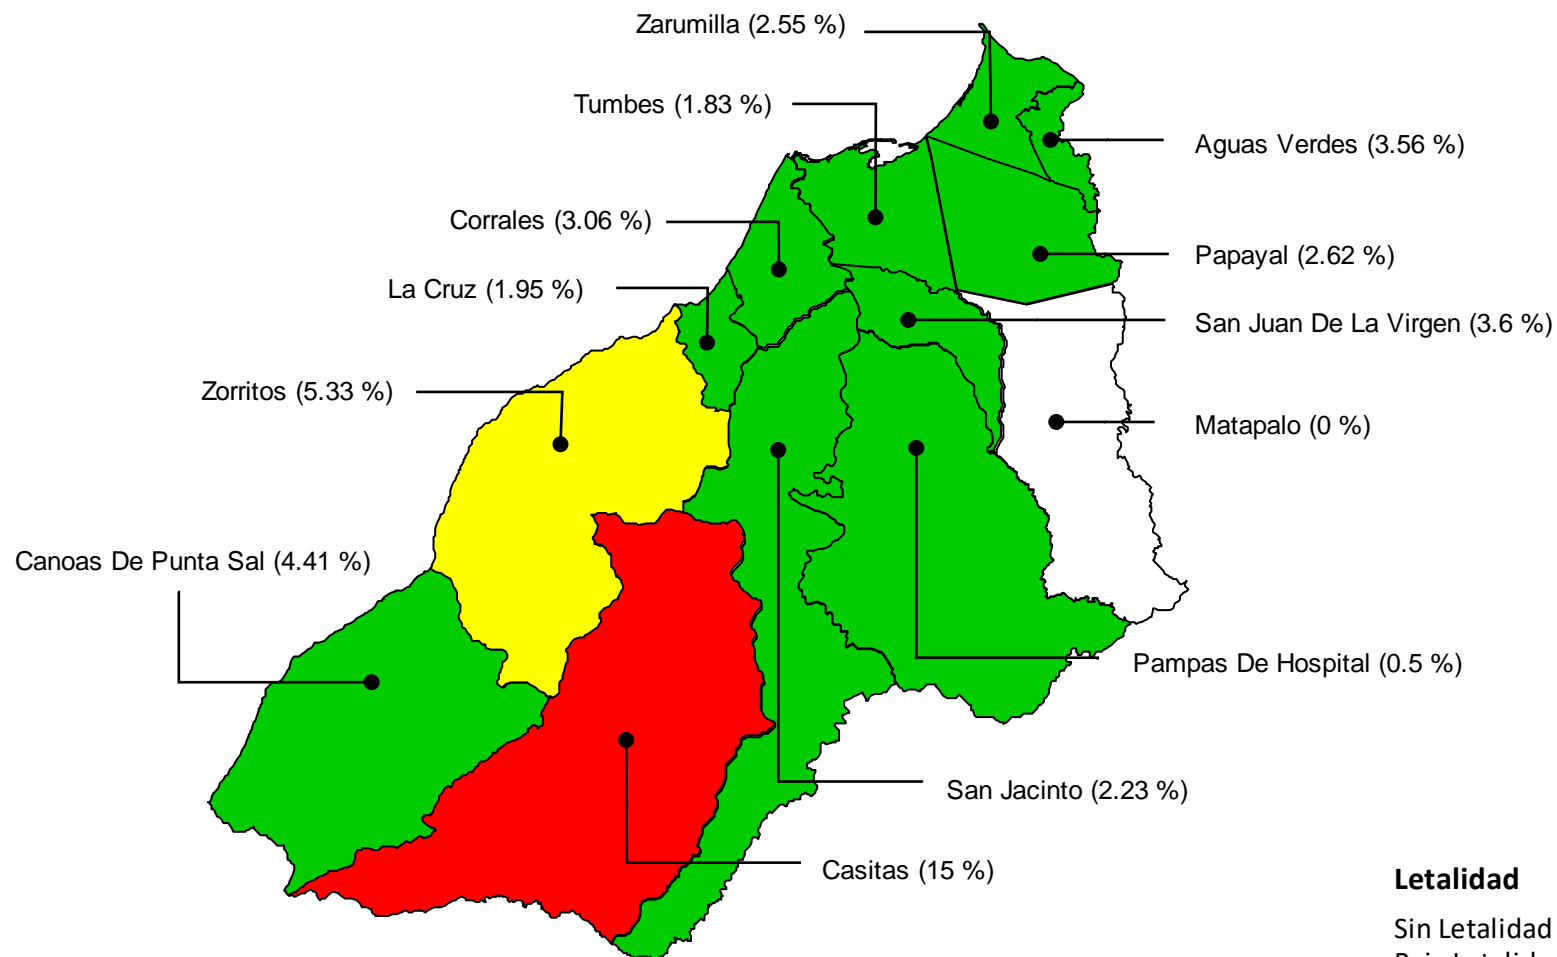 Zarumilla (2.55 %)
Tumbes (1.83 %)
Aguas Verdes (3.56 %)
Corrales (3.06 %)
Papayal (2.62 %)
La Cruz (1.95 %)
San Juan De La Virgen (3.6 %)
Zorritos (5.33 %)
Matapalo (0 %)
Canoas De Punta Sal (4.41 %)
Pampas De Hospital (0.5 %)
San Jacinto (2.23 %)
Casitas (15 %)
Letalidad
Sin Letalidad